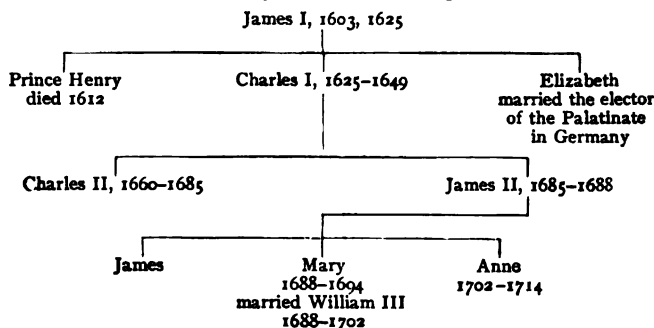 James I, 1603, 1625
Prince Henry
died 1612
Charles I, 1625-1649
Elizabeth
married the elector
of the Palatinate
in Germany
Charles II, 1660-1685
James II, 1685-1688
James
Mary
1688-1694
married William III
1688-1702
Anne
1702-1714